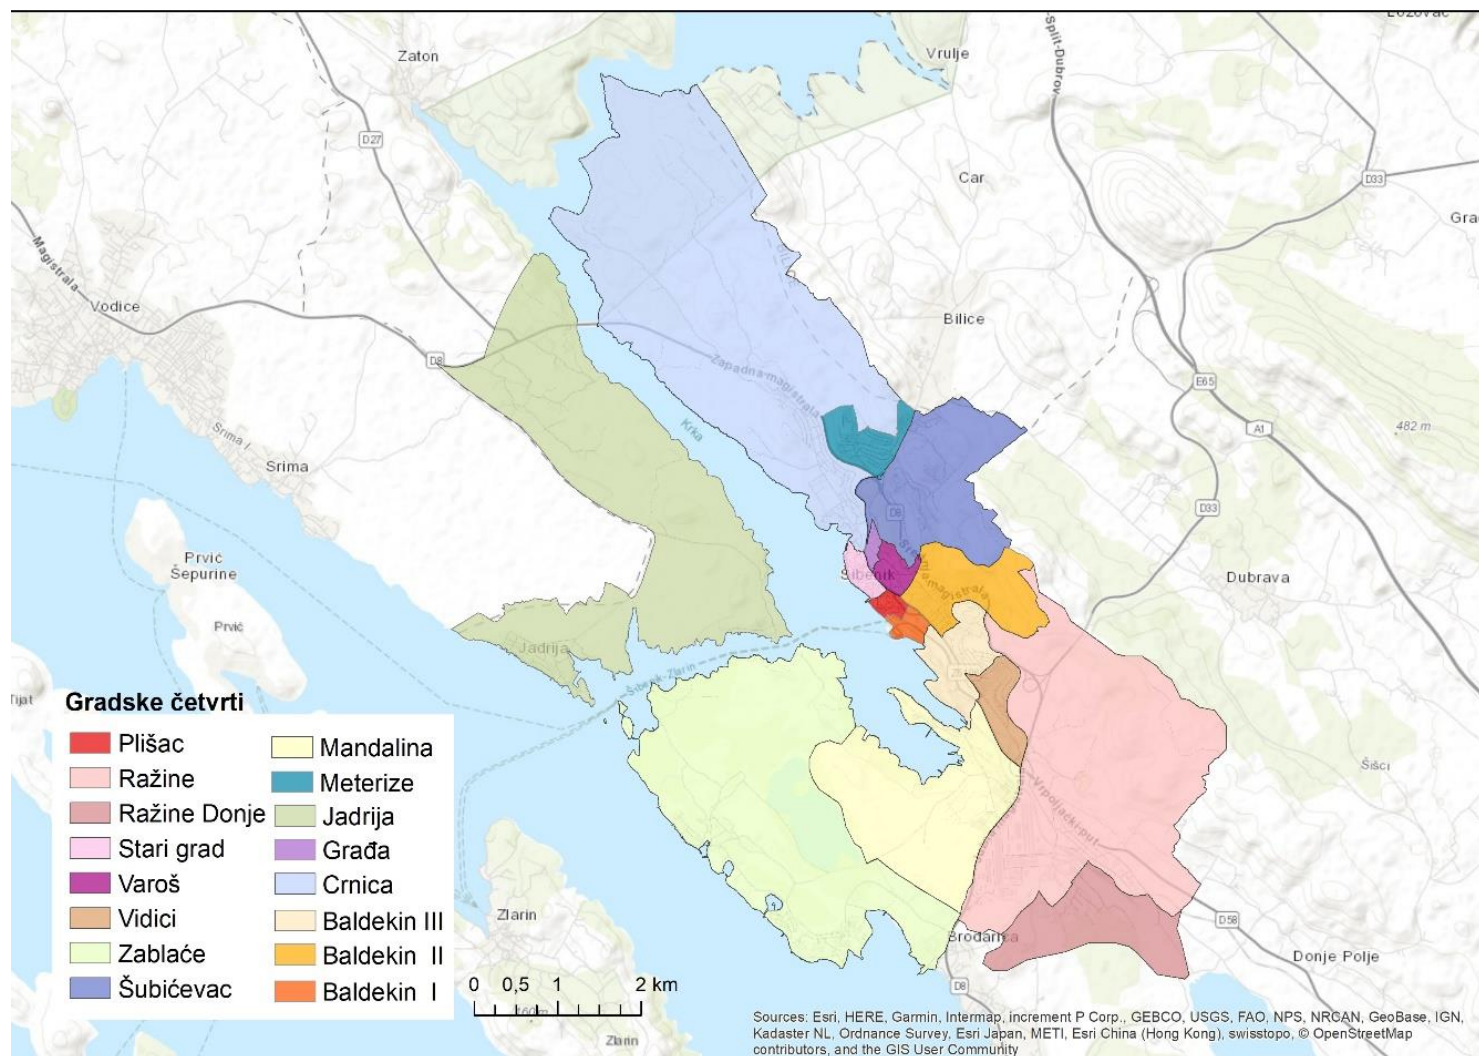 Lozovac
Zaton
Vrulje
Split-Dubrov
D27
Car
D33
Gra
Magistrala
Vodice
Bilice
D8
Zapadna magistrala
E65
Krka
A1
482 m
Srima I
Srima
D8
D33
Prvić
Šepurine
Šibenik
Dubrava
Prvić
Jadrija
Šibenik-Zlarin
Tijat
Gradske četvrti
Plišac
Mandalina
Ražine
Meterize
Ražine Donje
Jadrija
Stari grad
Građa
Varoš
Crnica
Vidici
Baldekin III
Zablaće
Baldekin II
Šubićevac
Baldekin I
Šišci
Vrpoljački put
Zlarin
D58
Brodarica
Donje Polje
0 0,5 1 2 km
D8
Zlarin
Sources: Esri, HERE, Garmin, Intermap, increment P Corp., GEBCO, USGS, FAO, NPS, NRCAN, GeoBase, IGN,
Kadaster NL, Ordnance Survey, Esri Japan, METI, Esri China (Hong Kong), swisstopo, © OpenStreetMap
contributors, and the GIS User Community